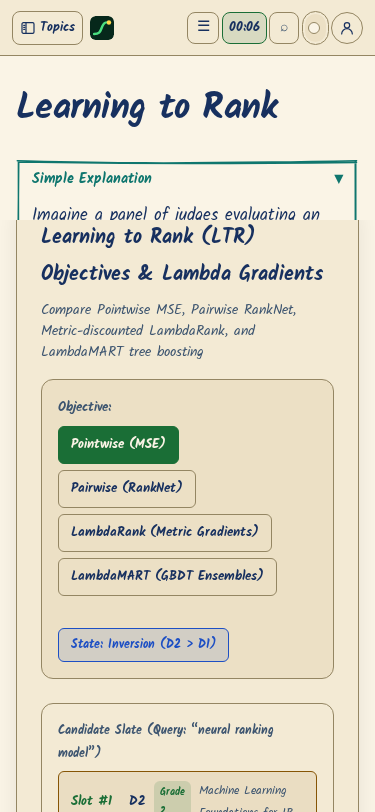 Topics
00:06
Learning to Rank
Simple Explanation
Imagine a panel of judges evaluating an
Learning to Rank (LTR)
Objectives & Lambda Gradients
Compare Pointwise MSE, Pairwise RankNet,
Metric-discounted LambdaRank, and
LambdaMART tree boosting
Objective:
Pointwise (MSE)
Pairwise (RankNet)
LambdaRank (Metric Gradients)
LambdaMART (GBDT Ensembles)
State: Inversion (D2 > D1)
Candidate Slate (Query: “neural ranking
model”)
Slot #1 D2 Grade
2
Machine Learning
Foundations for IR